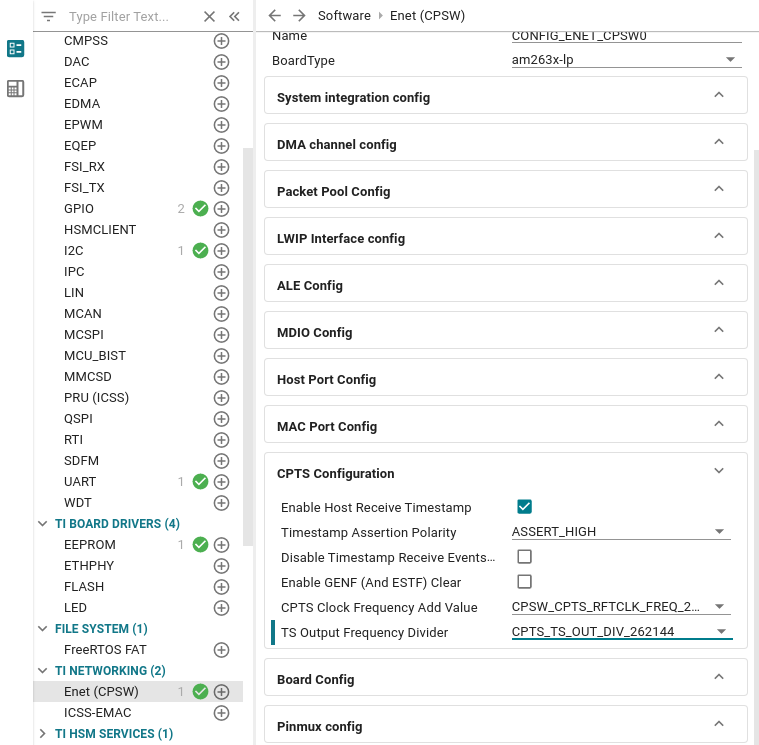 Type Filter Text...
CMPSS
DAC
ECAP
EDMA
EPWM
EQEP
FSI_RX
FSI_TX
GPIO 2
HSMCLIENT
I2C 1
IPC
LIN
MCAN
MCSPI
MCU_BIST
MMCSD
PRU (ICSS)
QSPI
RTI
SDFM
UART 1
WDT
TI BOARD DRIVERS (4)
EEPROM 1
ETHPHY
FLASH
LED
FILE SYSTEM (1)
FreeRTOS FAT
TI NETWORKING (2)
Enet (CPSW) 1
ICSS-EMAC
TI HSM SERVICES (1)
Software > Enet (CPSW)
Name CONFIG_ENET_CPSW0
BoardType am263x-lp
System integration config
DMA channel config
Packet Pool Config
LWIP Interface config
ALE Config
MDIO Config
Host Port Config
MAC Port Config
CPTS Configuration
Enable Host Receive Timestamp
Timestamp Assertion Polarity ASSERT_HIGH
Disable Timestamp Receive Events...
Enable GENF (And ESTF) Clear
CPTS Clock Frequency Add Value CPSW_CPTS_RFTCLK_FREQ_2...
TS Output Frequency Divider CPTS_TS_OUT_DIV_262144
Board Config
Pinmux config